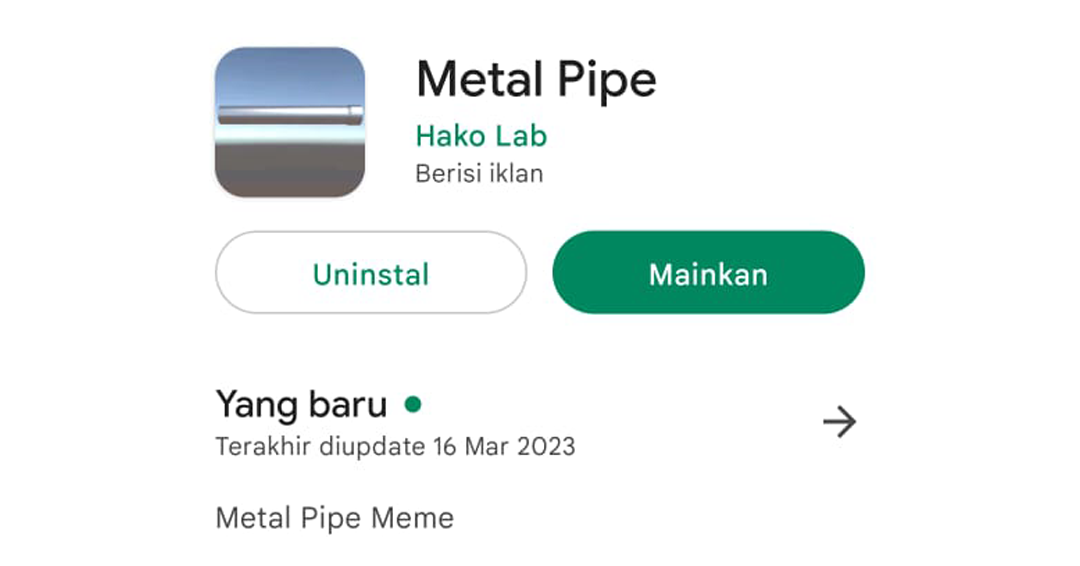 Metal Pipe
Hako Lab
Berisi iklan
Uninstal
Mainkan
Yang baru
Terakhir diupdate 16 Mar 2023
Metal Pipe Meme